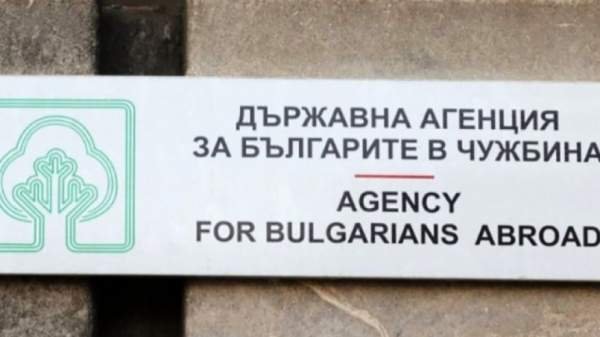 ДЪРЖАВНА АГЕНЦИЯ
ЗА БЪЛГАРИТЕ В ЧУЖБИНА
AGENCY
FOR BULGARIANS ABROAD